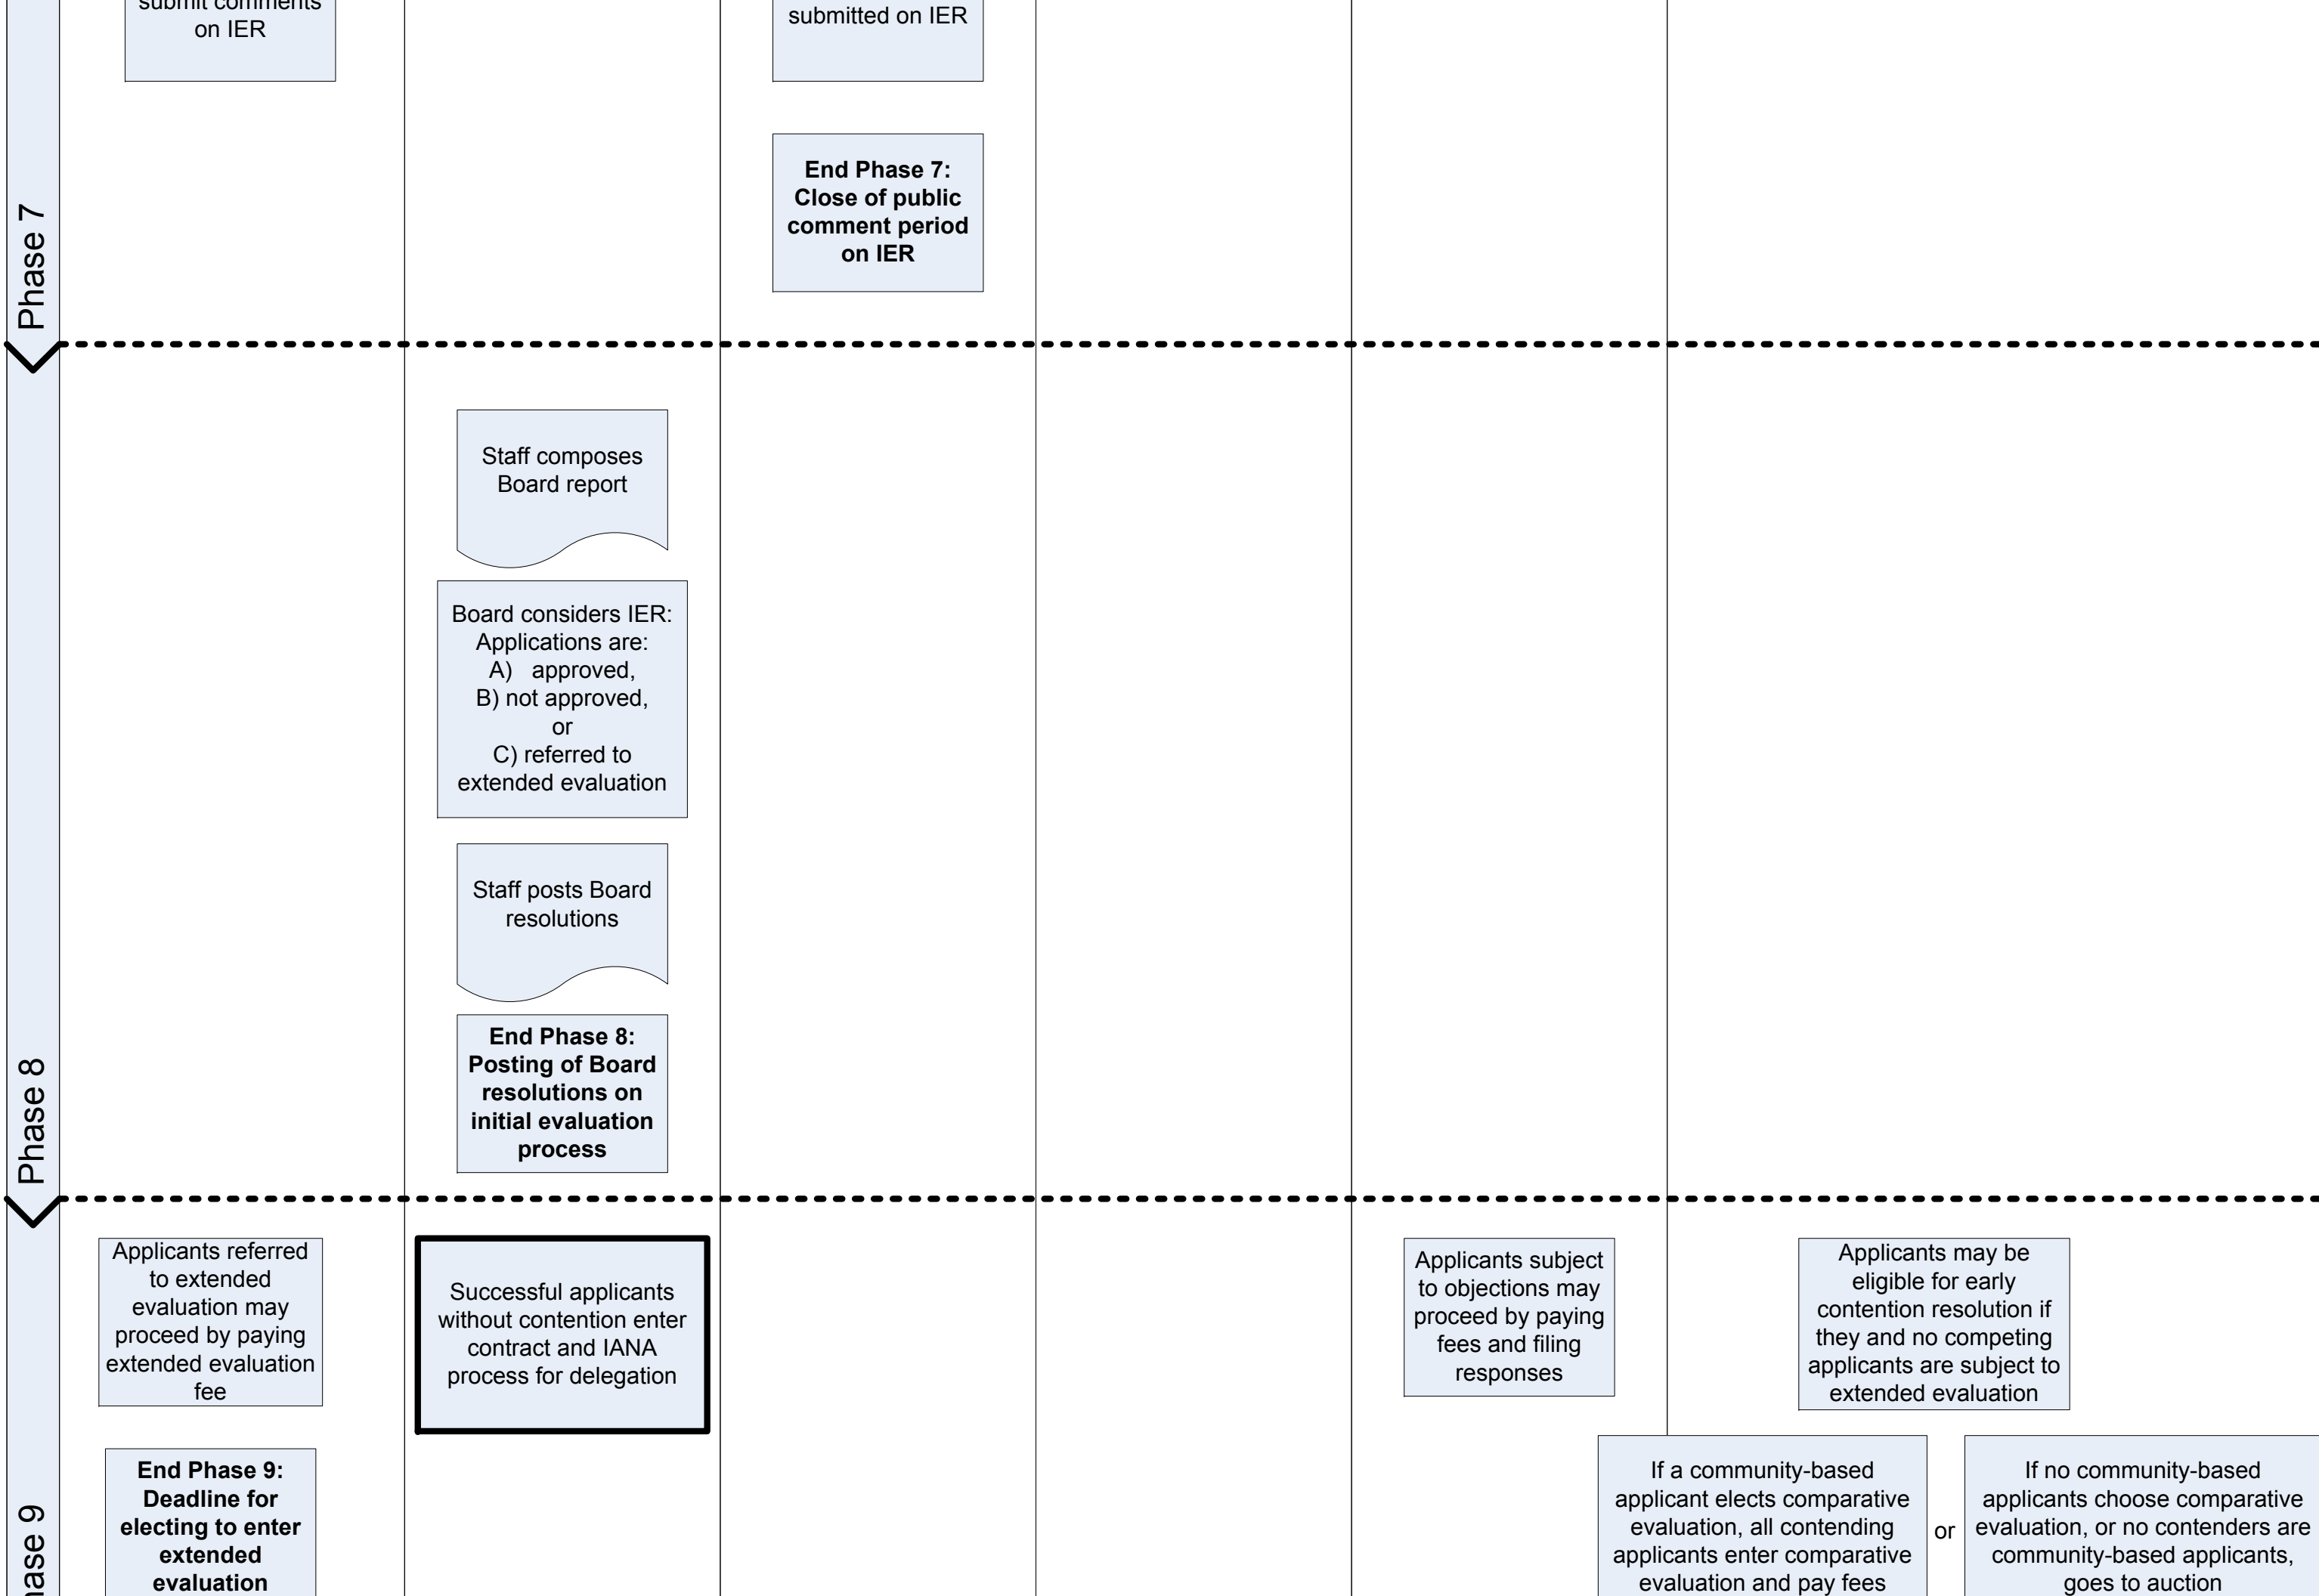 submit comments
on IER
submitted on IER
End Phase 7:
Close of public
comment period
on IER
Phase 7
Staff composes
Board report
Board considers IER:
Applications are:
A) approved,
B) not approved,
or
C) referred to
extended evaluation
Staff posts Board
resolutions
End Phase 8:
Posting of Board
resolutions on
initial evaluation
process
Phase 8
Applicants referred
to extended
evaluation may
proceed by paying
extended evaluation
fee
Successful applicants
without contention enter
contract and IANA
process for delegation
Applicants subject
to objections may
proceed by paying
fees and filing
responses
Applicants may be
eligible for early
contention resolution if
they and no competing
applicants are subject to
extended evaluation
End Phase 9:
Deadline for
electing to enter
extended
evaluation
If a community-based
applicant elects comparative
evaluation, all contending
applicants enter comparative
evaluation and pay fees
or
If no community-based
applicants choose comparative
evaluation, or no contenders are
community-based applicants,
goes to auction
hase 9